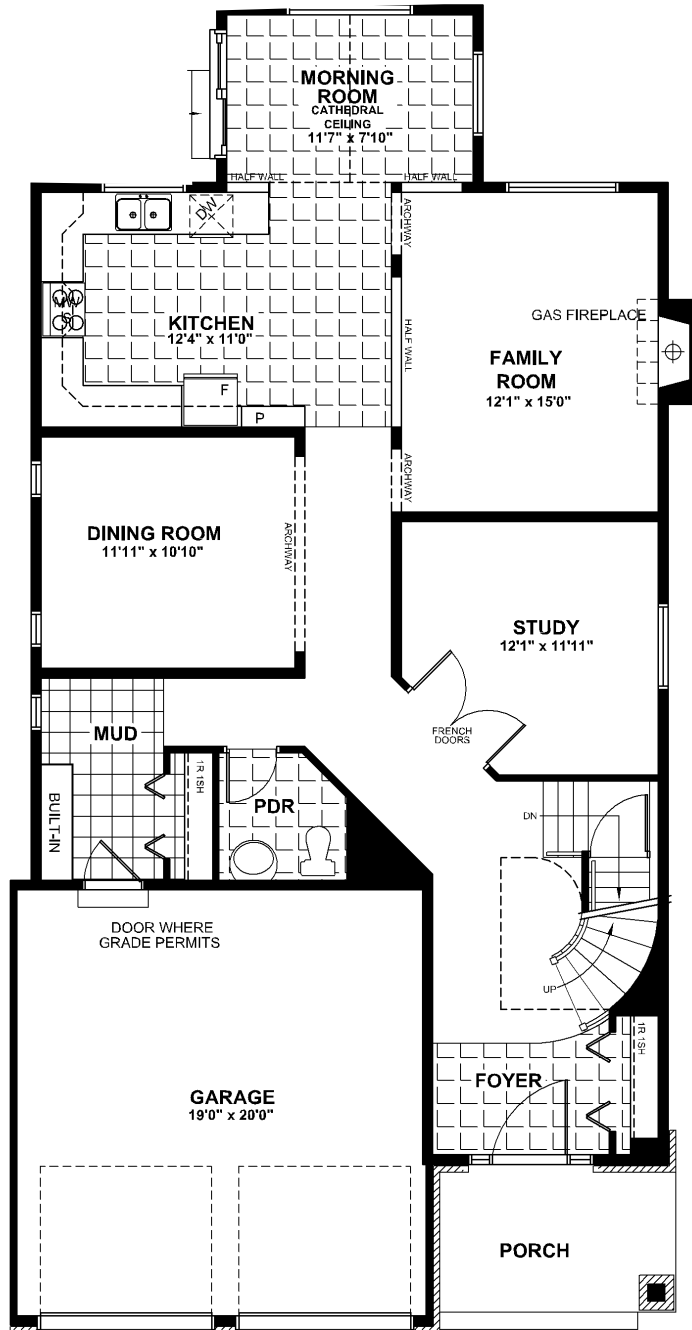 MORNING
ROOM
CATHEDRAL
CEILING
11'7" x 7'10"
HALF WALL
HALF WALL
DW
ARCHWAY
MW
S
KITCHEN
12'4" x 11'0"
HALF WALL
GAS FIREPLACE
FAMILY
ROOM
12'1" x 15'0"
F
P
ARCHWAY
DINING ROOM
11'11" x 10'10"
ARCHWAY
STUDY
12'1" x 11'11"
MUD
FRENCH
DOORS
1R 1SH
BUILT-IN
PDR
DN
DOOR WHERE
GRADE PERMITS
UP
1R 1SH
FOYER
GARAGE
19'0" x 20'0"
PORCH